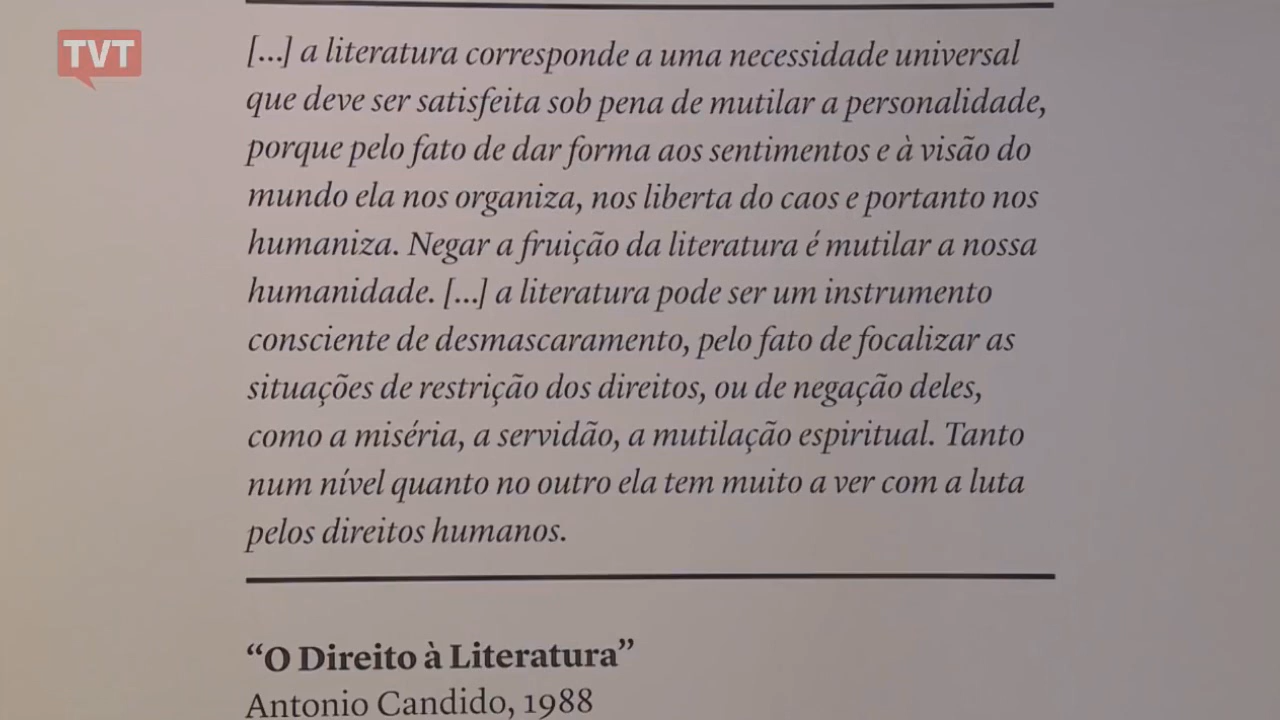 TVT
[...] a literatura corresponde a uma necessidade universal
que deve ser satisfeita sob pena de mutilar a personalidade,
porque pelo fato de dar forma aos sentimentos e à visão do
mundo ela nos organiza, nos liberta do caos e portanto nos
humaniza. Negar a fruição da literatura é mutilar a nossa
humanidade. [...] a literatura pode ser um instrumento
consciente de desmascaramento, pelo fato de focalizar as
situações de restrição dos direitos, ou de negação deles,
como a miséria, a servidão, a mutilação espiritual. Tanto
num nível quanto no outro ela tem muito a ver com a luta
pelos direitos humanos.
“O Direito à Literatura”
Antonio Candido, 1988